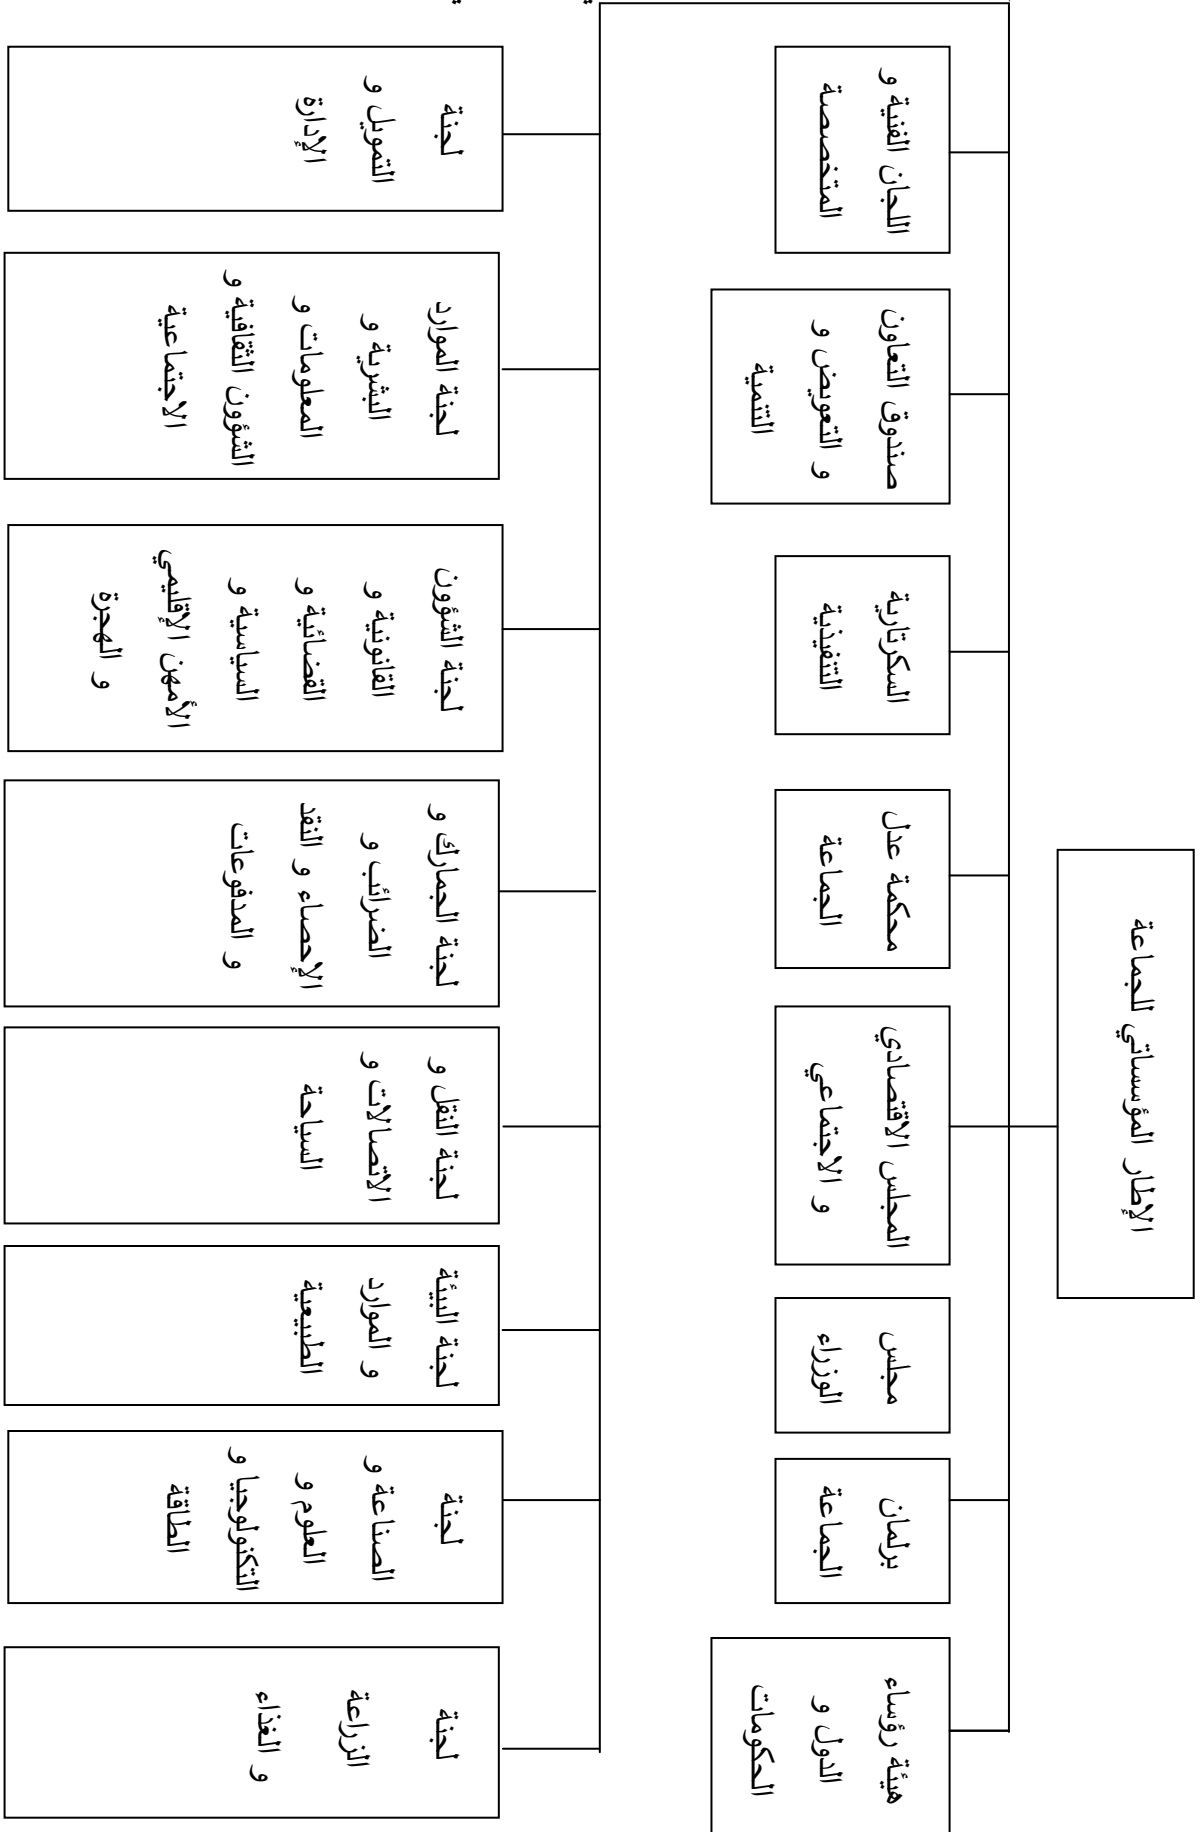 الإطار المؤسساتي للجماعة
هيئة رؤساء
الدول و
الحكومات
برلمان
الجماعة
مجلس
الوزراء
المجلس الاقتصادي
و الاجتماعي
محكمة عدل
الجماعة
السكرتارية
التنفيذية
صندوق التعاون
و التعويض و
التنمية
اللجان الفنية و
المتخصصة
لجنة
الزراعة
و الغذاء
لجنة
الصناعة و
العلوم و
التكنولوجيا و
الطاقة
لجنة البيئة
و الموارد
الطبيعية
لجنة النقل و
الاتصالات و
السياحة
لجنة الجمارك و
الضرائب و
الإحصاء و النقد
و المدفوعات
لجنة الشؤون
القانونية و
القضائية و
السياسية و
الأمهن الإقليمي
و الهجرة
لجنة الموارد
البشرية و
المعلومات و
الشؤون الثقافية و
الاجتماعية
لجنة
التمويل و
الإدارة